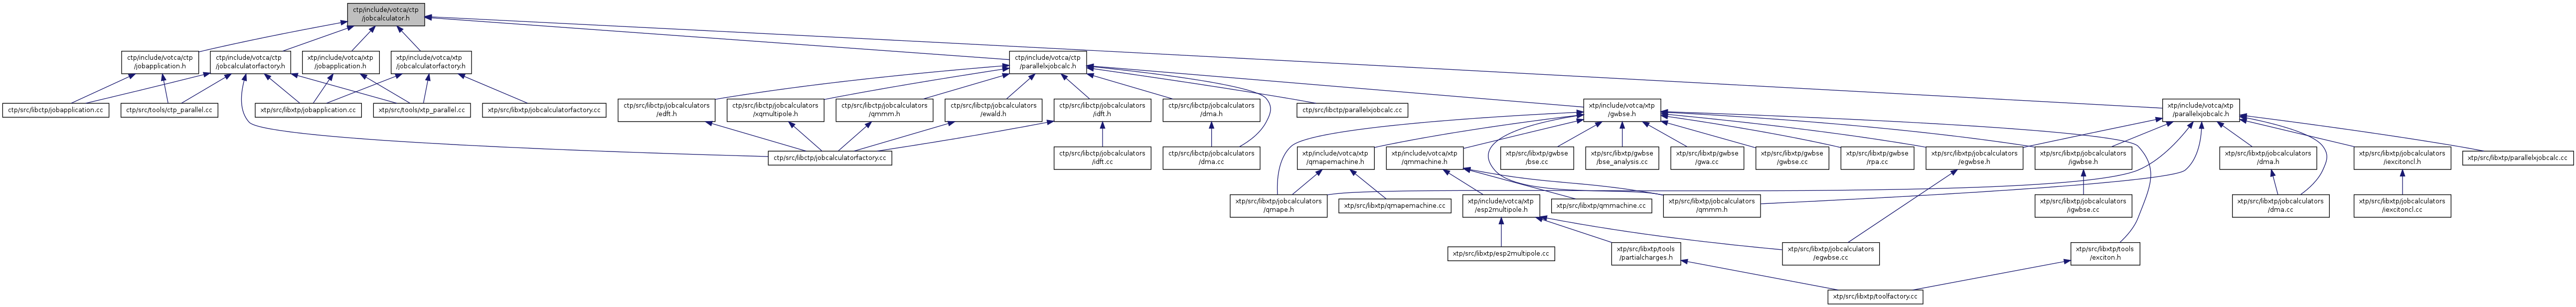 ctp/include/votca/ctp
/jobcalculator.h
ctp/include/votca/ctp
/jobapplication.h
ctp/include/votca/ctp
/jobcalculatorfactory.h
xtp/include/votca/xtp
/jobapplication.h
xtp/include/votca/xtp
/jobcalculatorfactory.h
ctp/include/votca/ctp
/parallelxjobcalc.h
ctp/src/libctp/jobapplication.cc
ctp/src/tools/ctp_parallel.cc
xtp/src/libxtp/jobapplication.cc
xtp/src/tools/xtp_parallel.cc
xtp/src/libxtp/jobcalculatorfactory.cc
ctp/src/libctp/jobcalculators
/edft.h
ctp/src/libctp/jobcalculators
/xqmultipole.h
ctp/src/libctp/jobcalculators
/qmmm.h
ctp/src/libctp/jobcalculators
/ewald.h
ctp/src/libctp/jobcalculators
/idft.h
ctp/src/libctp/jobcalculators
/dma.h
ctp/src/libctp/parallelxjobcalc.cc
xtp/include/votca/xtp
/gwbse.h
xtp/include/votca/xtp
/parallelxjobcalc.h
ctp/src/libctp/jobcalculatorfactory.cc
ctp/src/libctp/jobcalculators
/idft.cc
ctp/src/libctp/jobcalculators
/dma.cc
xtp/include/votca/xtp
/qmapemachine.h
xtp/include/votca/xtp
/qmmachine.h
xtp/src/libxtp/gwbse
/bse.cc
xtp/src/libxtp/gwbse
/bse_analysis.cc
xtp/src/libxtp/gwbse
/gwa.cc
xtp/src/libxtp/gwbse
/gwbse.cc
xtp/src/libxtp/gwbse
/rpa.cc
xtp/src/libxtp/jobcalculators
/egwbse.h
xtp/src/libxtp/jobcalculators
/igwbse.h
xtp/src/libxtp/jobcalculators
/dma.h
xtp/src/libxtp/jobcalculators
/iexcitoncl.h
xtp/src/libxtp/parallelxjobcalc.cc
xtp/src/libxtp/jobcalculators
/qmape.h
xtp/src/libxtp/qmapemachine.cc
xtp/include/votca/xtp
/esp2multipole.h
xtp/src/libxtp/qmmachine.cc
xtp/src/libxtp/jobcalculators
/qmmm.h
xtp/src/libxtp/jobcalculators
/igwbse.cc
xtp/src/libxtp/jobcalculators
/dma.cc
xtp/src/libxtp/jobcalculators
/iexcitoncl.cc
xtp/src/libxtp/esp2multipole.cc
xtp/src/libxtp/tools
/partialcharges.h
xtp/src/libxtp/jobcalculators
/egwbse.cc
xtp/src/libxtp/tools
/exciton.h
xtp/src/libxtp/toolfactory.cc